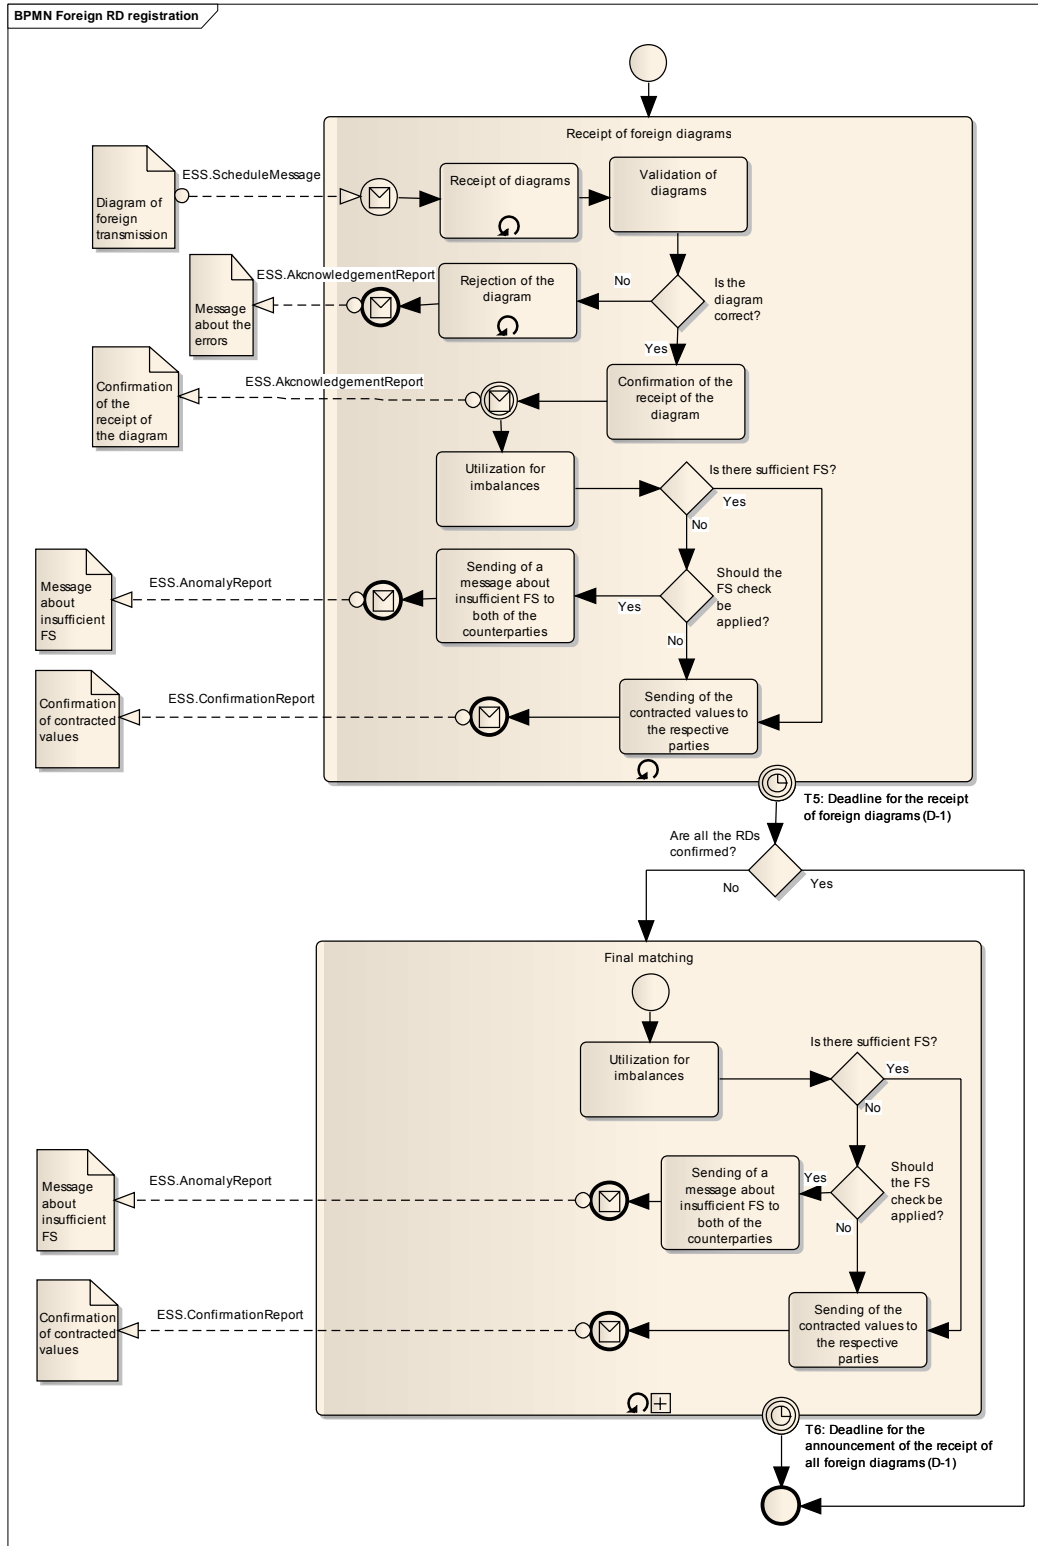 BPMN Foreign RD registration
Receipt of foreign diagrams
Diagram of
foreign
transmission
ESS.ScheduleMessage
Receipt of diagrams
Validation of
diagrams
Is the
diagram
correct?
No
Yes
Rejection of the
diagram
ESS.AkcnowledgementReport
Message
about the
errors
Confirmation of the
receipt of the
diagram
ESS.AkcnowledgementReport
Confirmation
of the
receipt of
the diagram
Utilization for
imbalances
Is there sufficient FS?
Yes
No
Should the
FS check
be
applied?
Yes
No
Sending of a
message about
insufficient FS to
both of the
counterparties
ESS.AnomalyReport
Message
about
insufficient
FS
Sending of the
contracted values to
the respective
parties
ESS.ConfirmationReport
Confirmation
of contracted
values
T5: Deadline for the receipt
of foreign diagrams (D-1)
Are all the RDs
confirmed?
No
Yes
Final matching
Utilization for
imbalances
Is there sufficient FS?
Yes
No
Should
the FS
check be
applied?
Yes
No
Sending of a
message about
insufficient FS to
both of the
counterparties
ESS.AnomalyReport
Message
about
insufficient
FS
Sending of the
contracted values to
the respective
parties
ESS.ConfirmationReport
Confirmation
of contracted
values
T6: Deadline for the
announcement of the receipt of
all foreign diagrams (D-1)